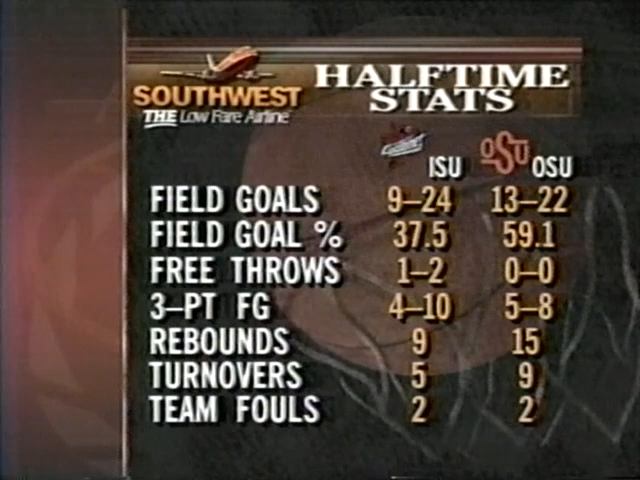 HALFTIME
STATS
SOUTHWEST
THE Low Fare Airline
ISU OSU OSU
FIELD GOALS 9–24 13–22
FIELD GOAL % 37.5 59.1
FREE THROWS 1–2 0–0
3–PT FG 4–10 5–8
REBOUNDS 9 15
TURNOVERS 5 9
TEAM FOULS 2 2